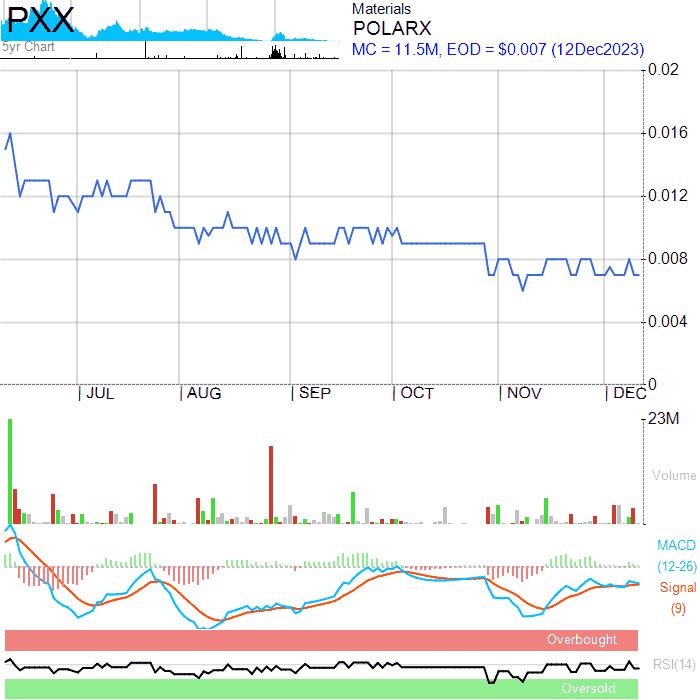 PXX
5yr Chart
Materials
POLARX
MC = 11.5M, EOD = $0.007 (12Dec2023)
0.02
0.016
0.012
0.008
0.004
0
| JUL | AUG | SEP | OCT | NOV | DEC
23M
Volume
MACD
(12-26)
Signal
(9)
Overbought
RSI(14)
Oversold